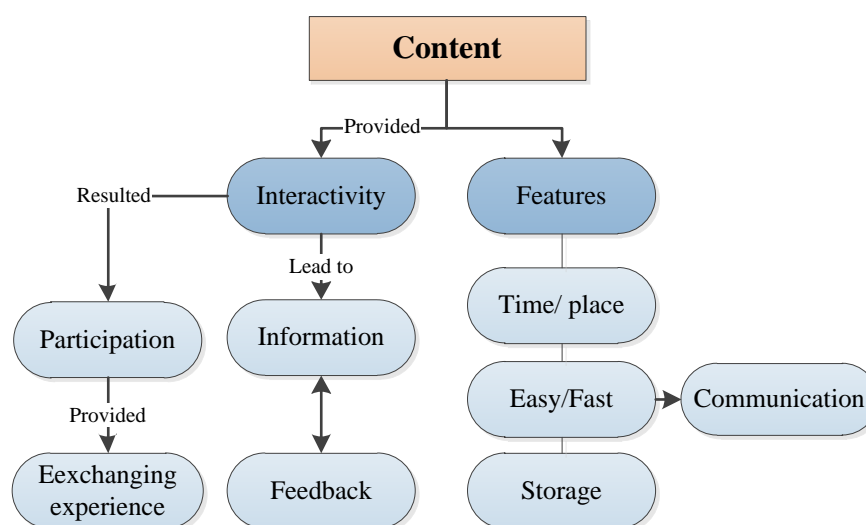 Content
Provided
Interactivity
Features
Resulted
Lead to
Time/ place
Participation
Information
Easy/Fast
Communication
Provided
Eexchanging
experience
Feedback
Storage